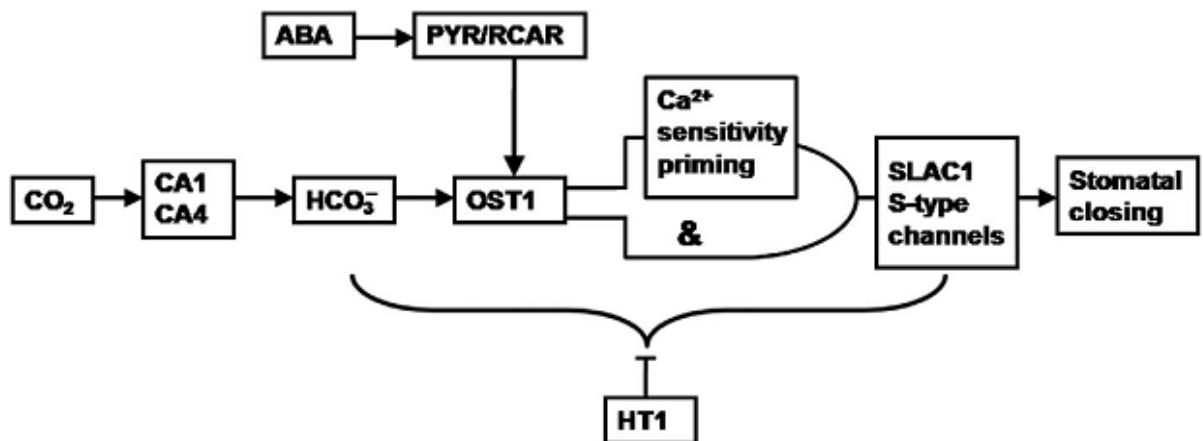 ABA
PYR/RCAR
Ca²⁺
sensitivity
priming
CO₂
CA1
CA4
HCO₃⁻
OST1
&
SLAC1
S-type
channels
Stomatal
closing
HT1